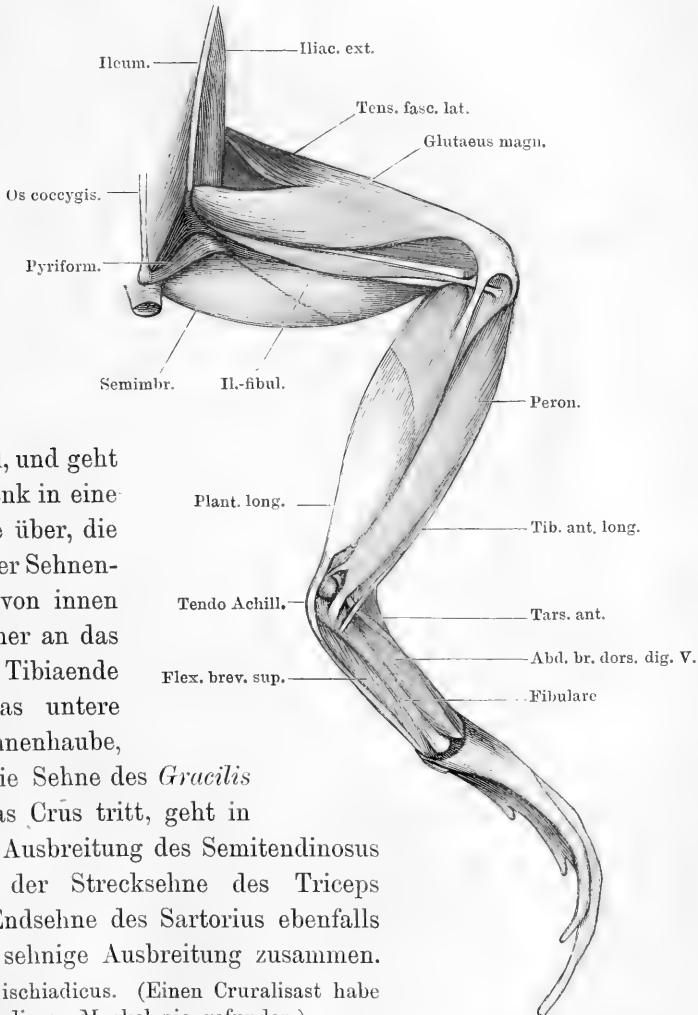 Ileum.
Iliac. ext.
Tens. fasc. lat.
Glutaeus magn.
Os coccygis.
Pyriform.
Semimbr.
Il.-fibul.
Peron.
Plant. long.
Tib. ant. long.
Tendo Achill.
Tars. ant.
Abd. br. dors. dig. V.
Flex. brev. sup.
Fibulare
, und geht
nk in eine
über, die
er Sehnen-
von innen
an das
Tibiaende
as untere
nnenhaube,
ie Sehne des Gracilis
as Crus tritt, geht in
Ausbreitung des Semitendinosus
der Strecksehne des Triceps
Endsehne des Sartorius ebenfalls
sehnige Ausbreitung zusammen.
ischiadicus. (Einen Cruralisast habe